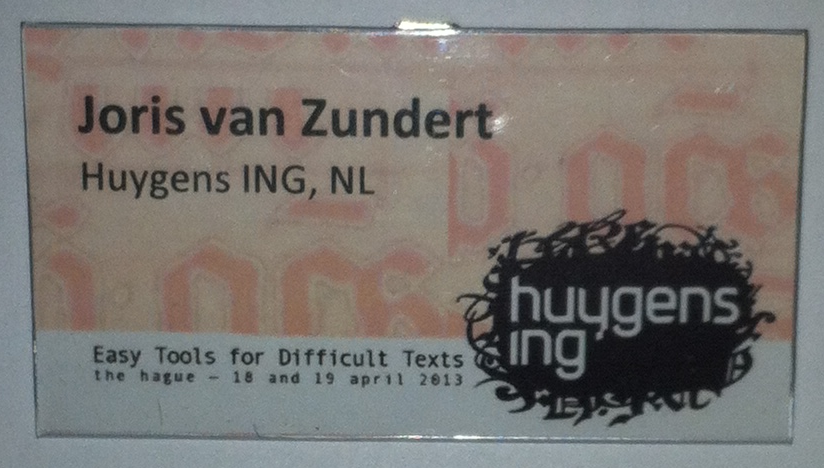 Joris van Zundert
Huygens ING, NL
huygens
ing
Easy Tools for Difficult Texts
the hague – 18 and 19 april 2013